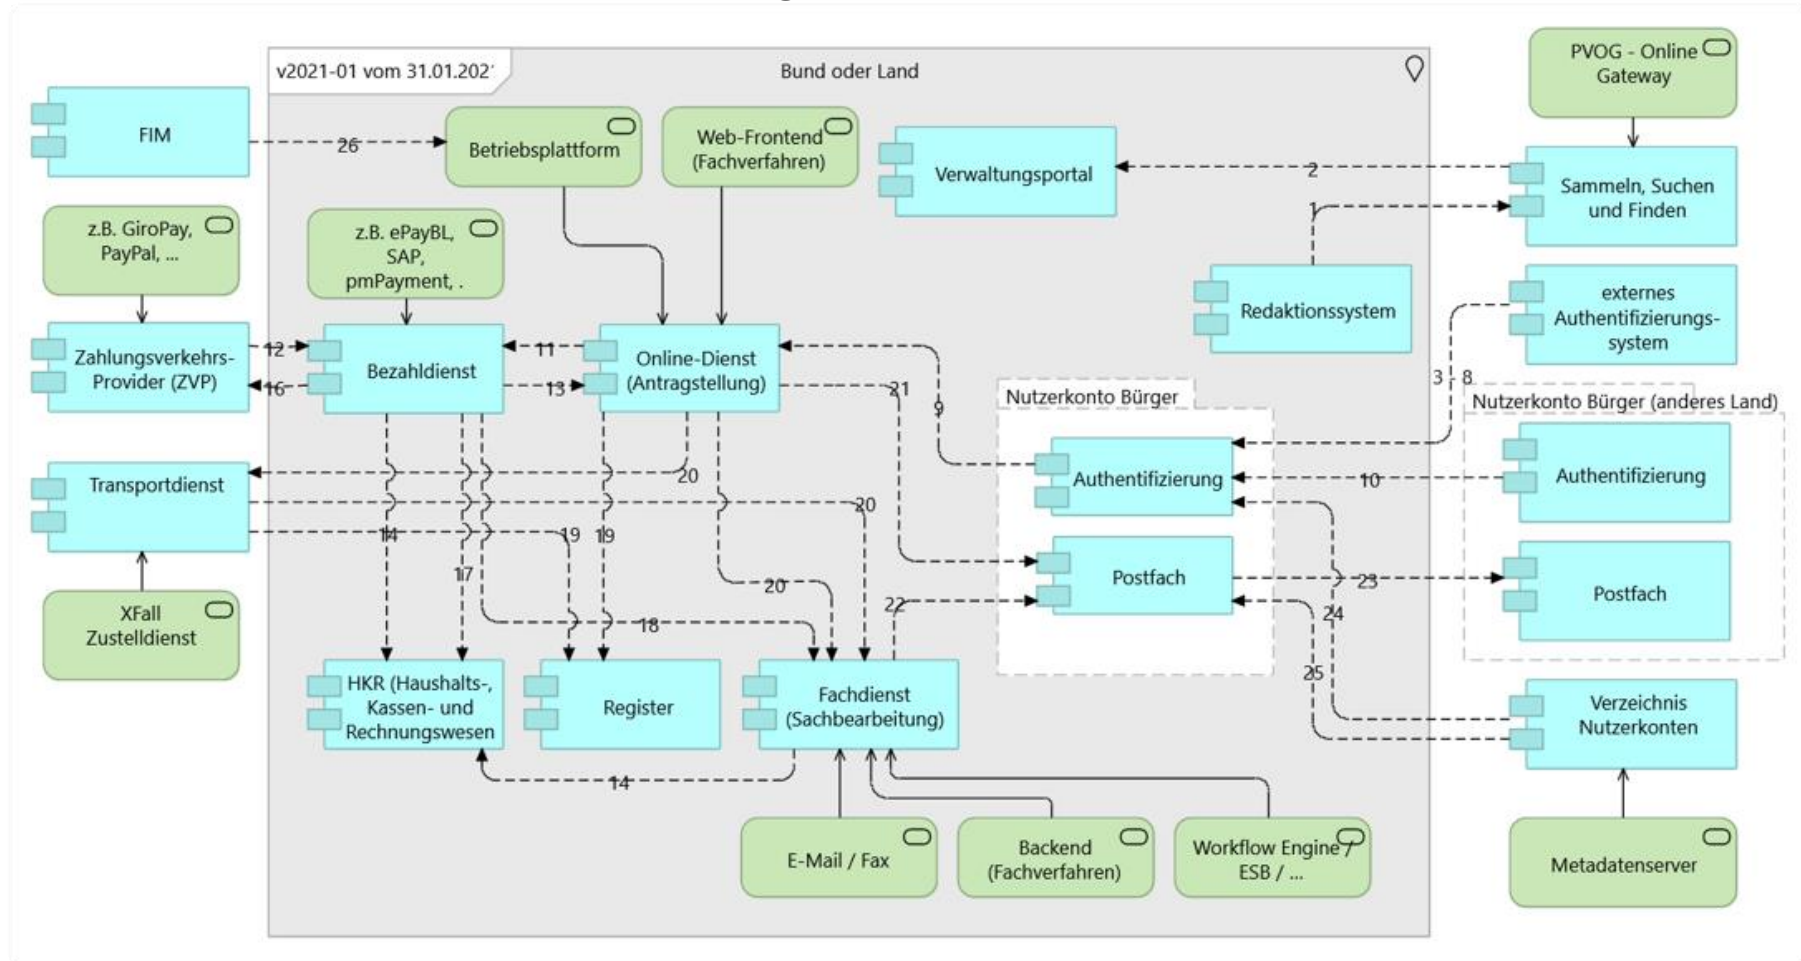 v2021-01 vom 31.01.202
Bund oder Land
PVOG - Online
Gateway
FIM
26
Betriebsplattform
Web-Frontend
(Fachverfahren)
Verwaltungsportal
2
Sammeln, Suchen
und Finden
1
z.B. GiroPay,
PayPal, ...
z.B. ePayBL,
SAP,
pmPayment, .
Redaktionssystem
externes
Authentifizierungs-
system
Zahlungsverkehrs-
Provider (ZVP)
12
16
Bezahldienst
11
13
Online-Dienst
(Antragstellung)
21
9
3 - 8
Nutzerkonto Bürger
Nutzerkonto Bürger (anderes Land)
Authentifizierung
10
Authentifizierung
Transportdienst
20
20
14
19
19
17
20
18
22
Postfach
23
Postfach
24
25
XFall
Zustelldienst
HKR (Haushalts-,
Kassen- und
Rechnungswesen
Register
Fachdienst
(Sachbearbeitung)
Verzeichnis
Nutzerkonten
14
E-Mail / Fax
Backend
(Fachverfahren)
Workflow Engine /
ESB / ...
Metadatenserver